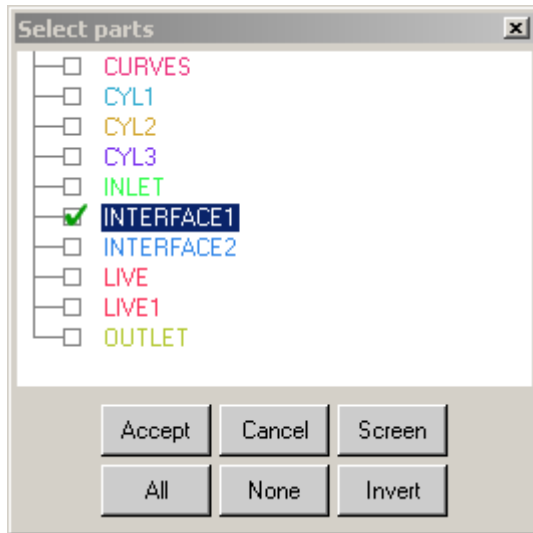 Select parts
CURVES
CYL1
CYL2
CYL3
INLET
INTERFACE1
INTERFACE2
LIVE
LIVE1
OUTLET
Accept Cancel Screen
All None Invert